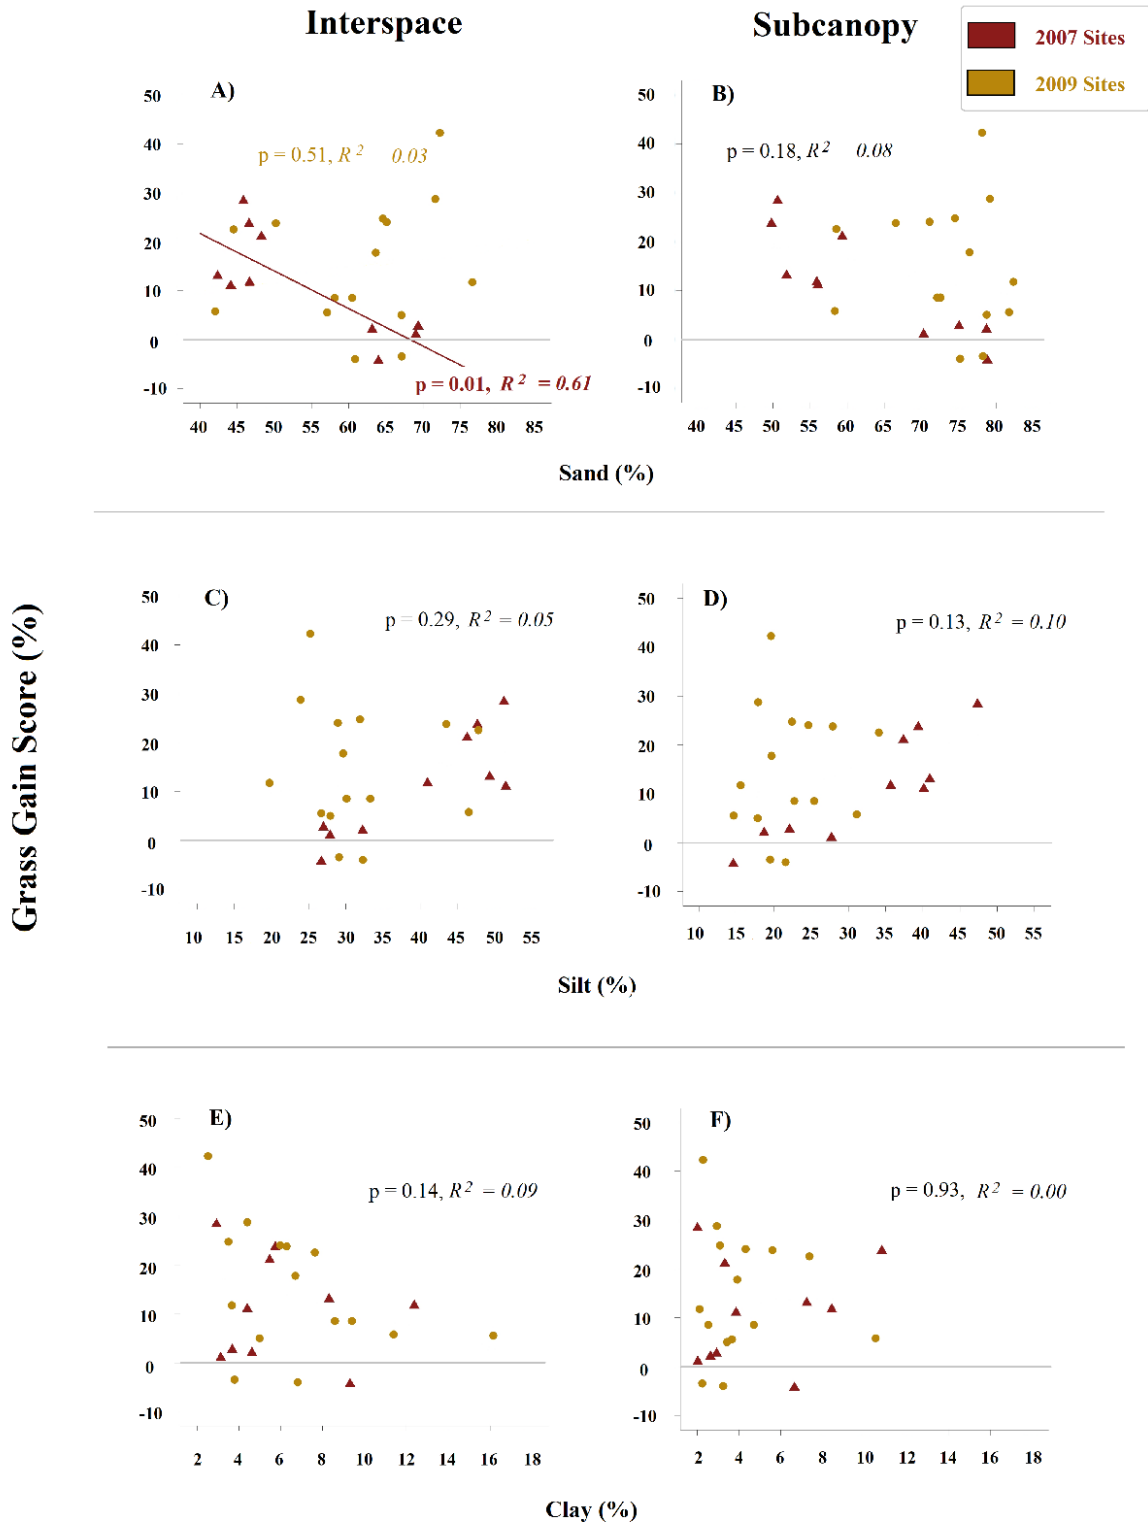 Interspace
Subcanopy
2007 Sites
2009 Sites
A)
50
40
30
20
10
0
-10
p = 0.51, R² 0.03
p = 0.01, R² = 0.61
40 45 50 55 60 65 70 75 80 85
B)
50
40
30
20
10
0
-10
p = 0.18, R² 0.08
40 45 50 55 60 65 75 80 85
Sand (%)
Grass Gain Score (%)
C)
50
40
30
20
10
0
-10
p = 0.29, R² = 0.05
10 15 20 25 30 35 40 45 50 55
D)
50
40
30
20
10
0
-10
p = 0.13, R² = 0.10
10 15 20 25 30 35 40 45 50 55
Silt (%)
E)
50
40
30
20
10
0
-10
p = 0.14, R² = 0.09
2 4 6 8 10 12 14 16 18
F)
50
40
30
20
10
0
-10
p = 0.93, R² = 0.00
2 4 6 8 10 12 14 16 18
Clay (%)